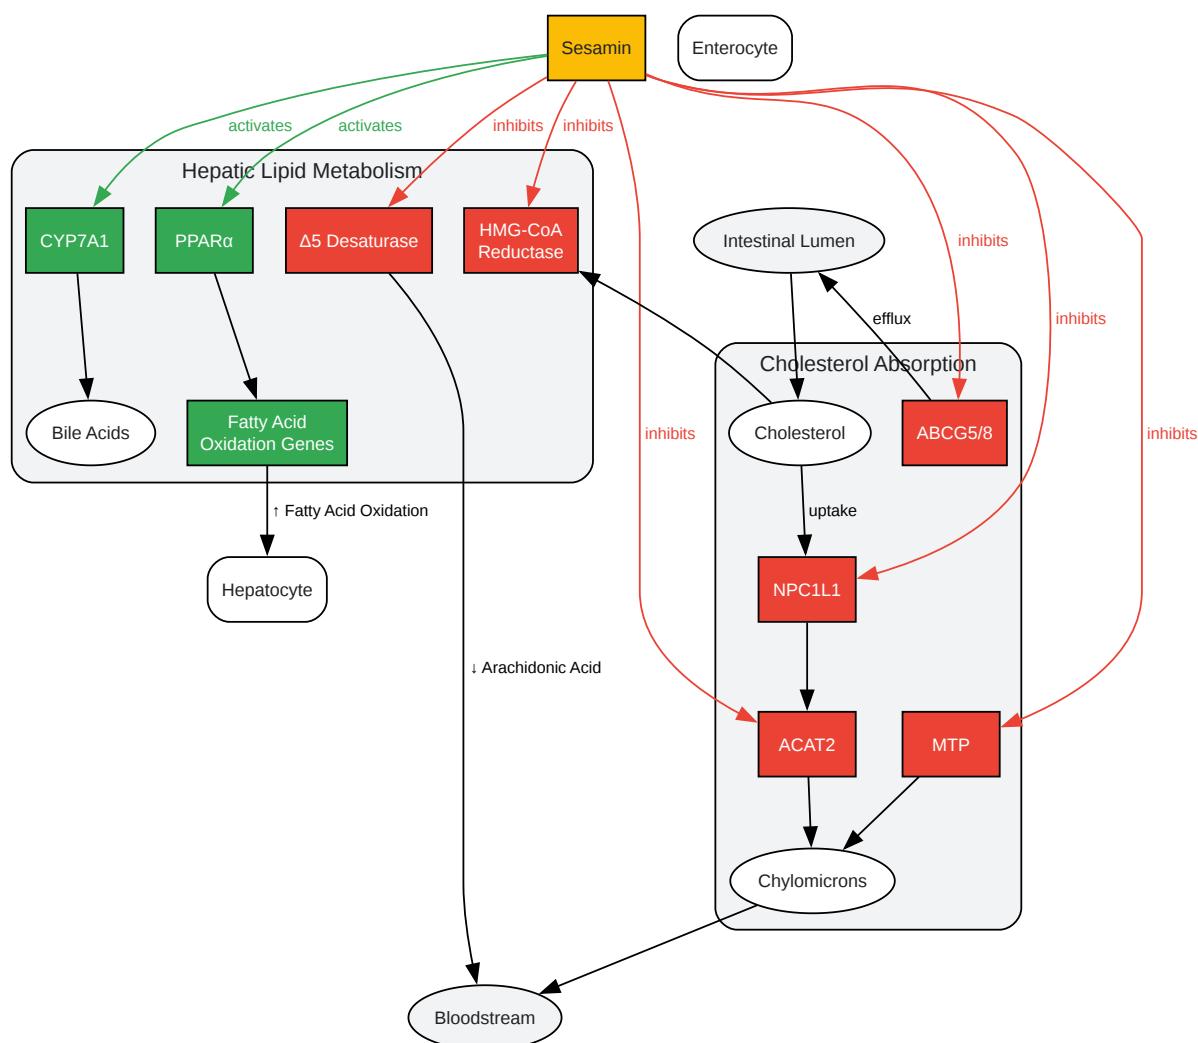 Sesamin
Enterocyte
activates
activates
inhibits
inhibits
Hepatic Lipid Metabolism
CYP7A1
PPARα
Δ5 Desaturase
HMG-CoA
Reductase
Intestinal Lumen
inhibits
efflux
inhibits
Cholesterol Absorption
Bile Acids
Fatty Acid
Oxidation Genes
inhibits
Cholesterol
ABCG5/8
inhibits
↑ Fatty Acid Oxidation
uptake
Hepatocyte
NPC1L1
↓ Arachidonic Acid
ACAT2
MTP
Chylomicrons
Bloodstream